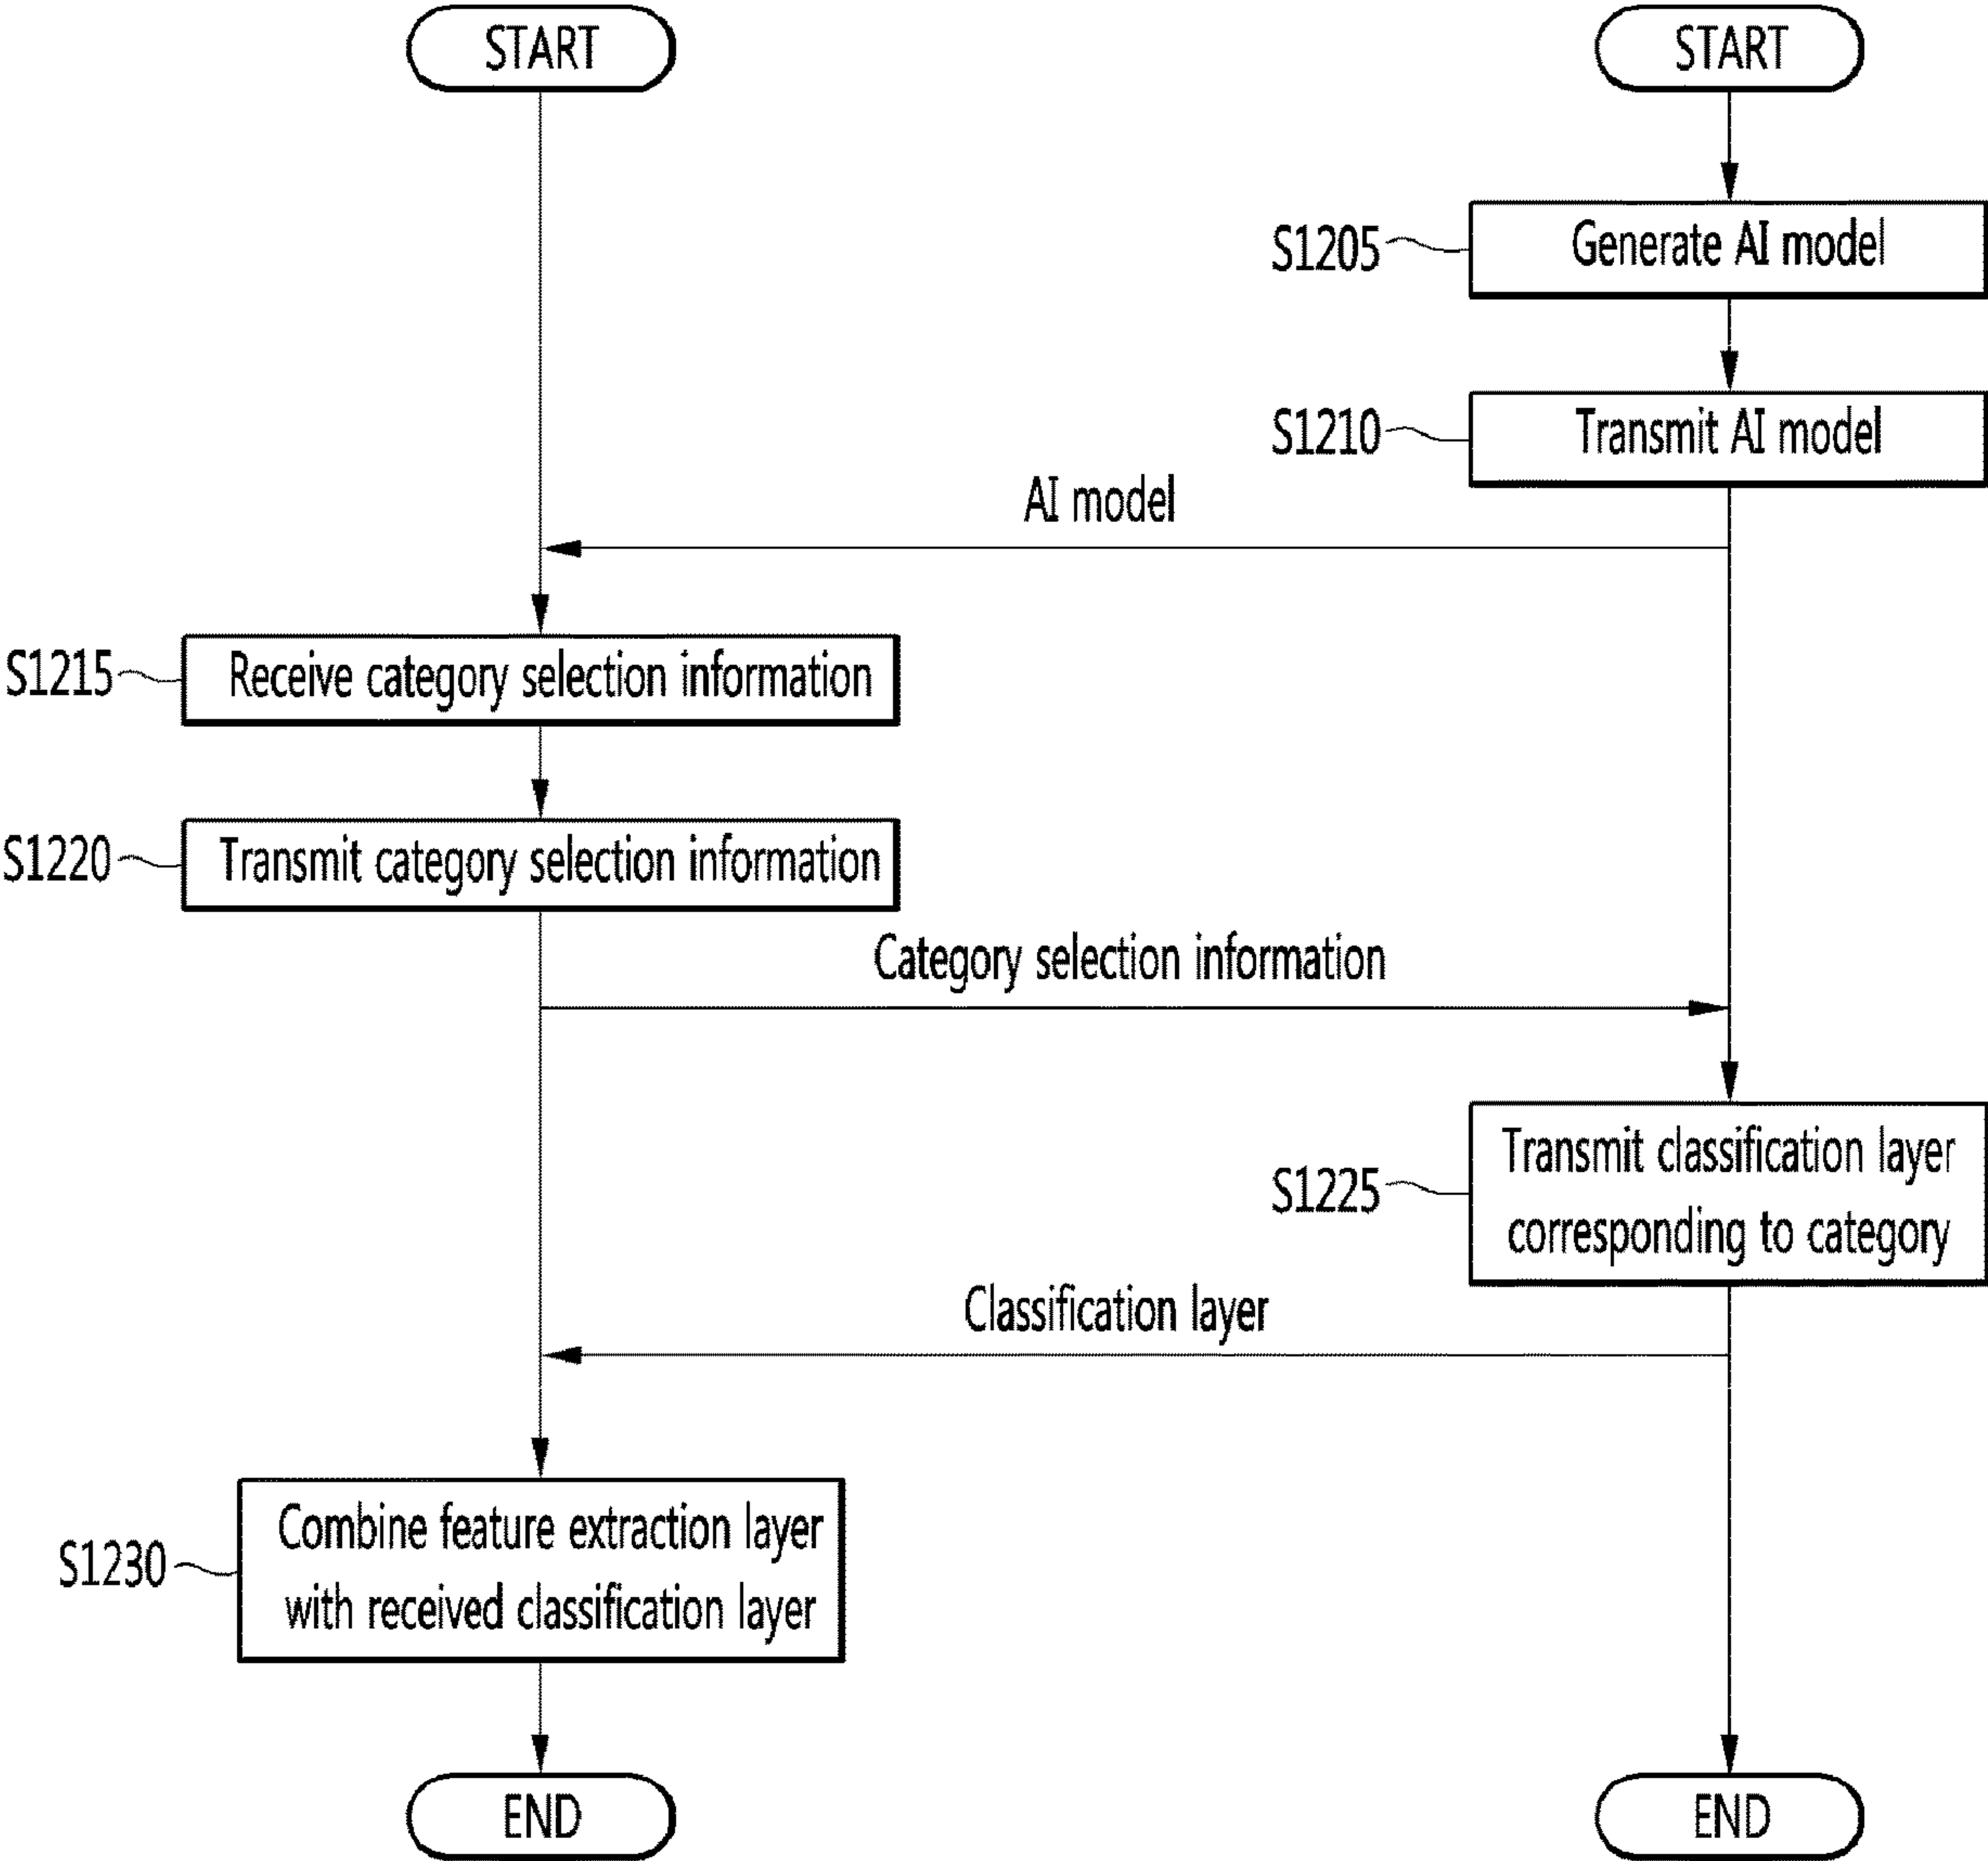 START
START
S1205
Generate AI model
S1210
Transmit AI model
AI model
S1215
Receive category selection information
S1220
Transmit category selection information
Category selection information
S1225
Transmit classification layer
corresponding to category
Classification layer
S1230
Combine feature extraction layer
with received classification layer
END
END